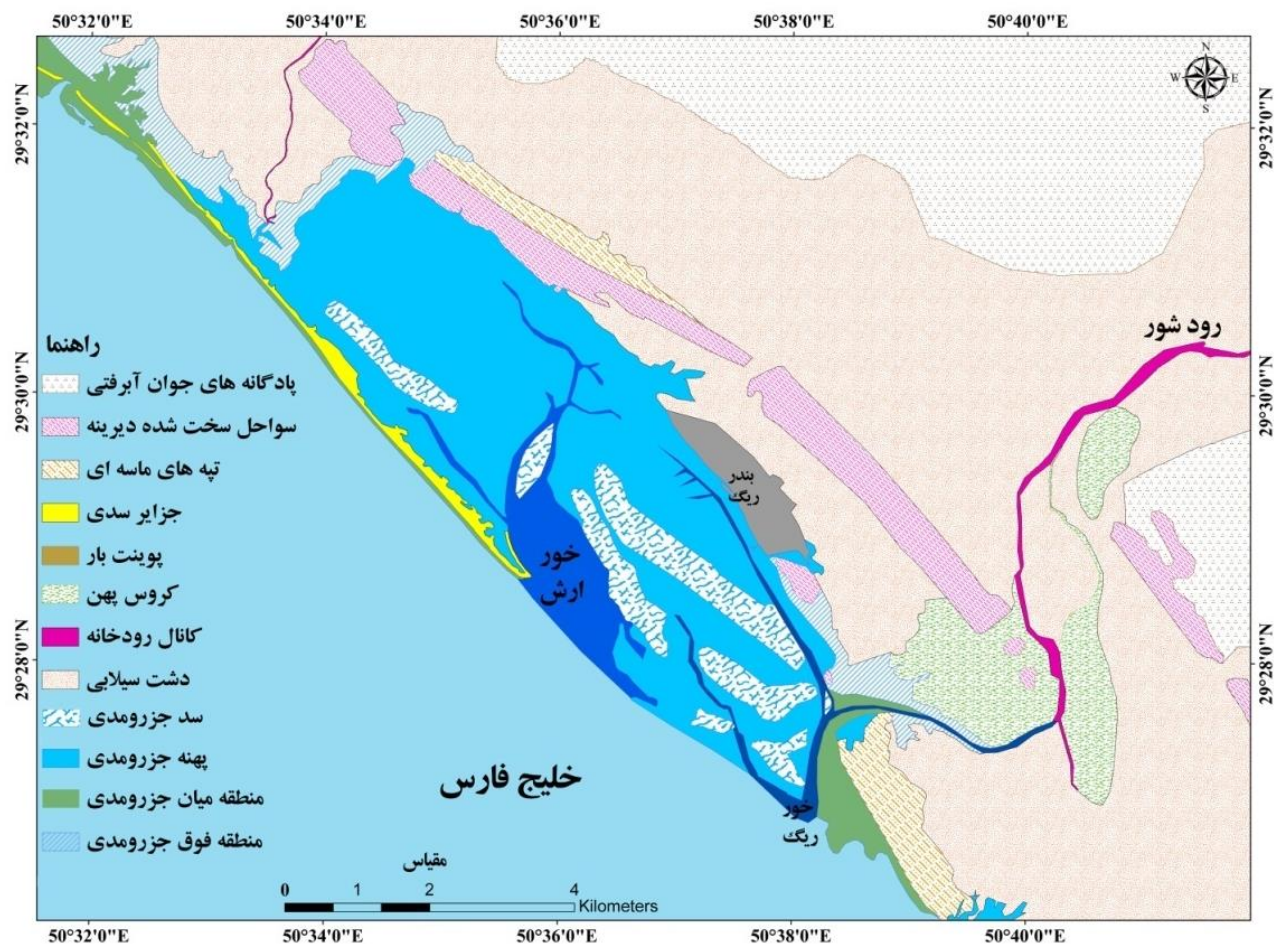 50°32'0"E 50°34'0"E 50°36'0"E 50°38'0"E 50°40'0"E
N
W E
S
29°32'0"N 29°32'0"N
رود شور
راهنما
29°30'0"N 29°30'0"N
پادگانه های جوان آبرفتی
سواحل سخت شده دیرینه
تپه های ماسه ای
بندر
ریگ
جزایر سدی
پوینت بار
خور
ارش
کروس پهن
کانال رودخانه
29°28'0"N 29°28'0"N
دشت سیلابی
سد جزرومدی
پهنه جزرومدی
خلیج فارس
منطقه میان جزرومدی
خور
ریگ
منطقه فوق جزرومدی
مقیاس
0 1 2 4
Kilometers
50°32'0"E 50°34'0"E 50°36'0"E 50°38'0"E 50°40'0"E